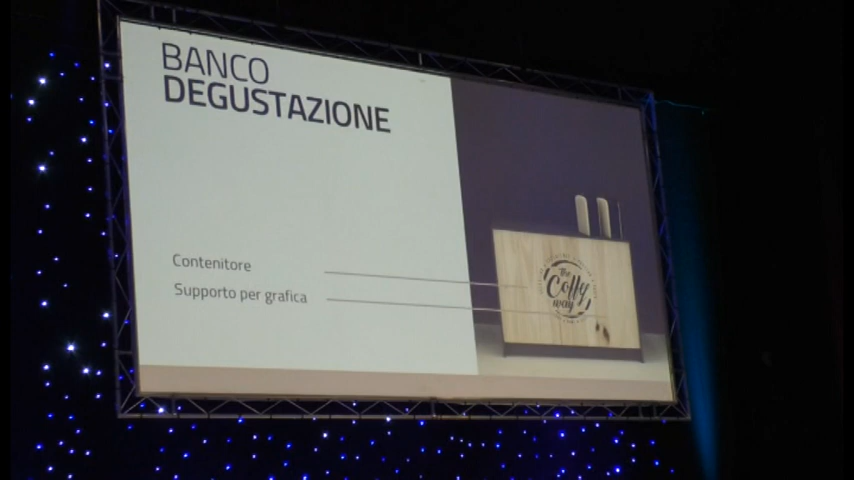 BANCO
DEGUSTAZIONE
Contenitore
Supporto per grafica
The
Coffy
way